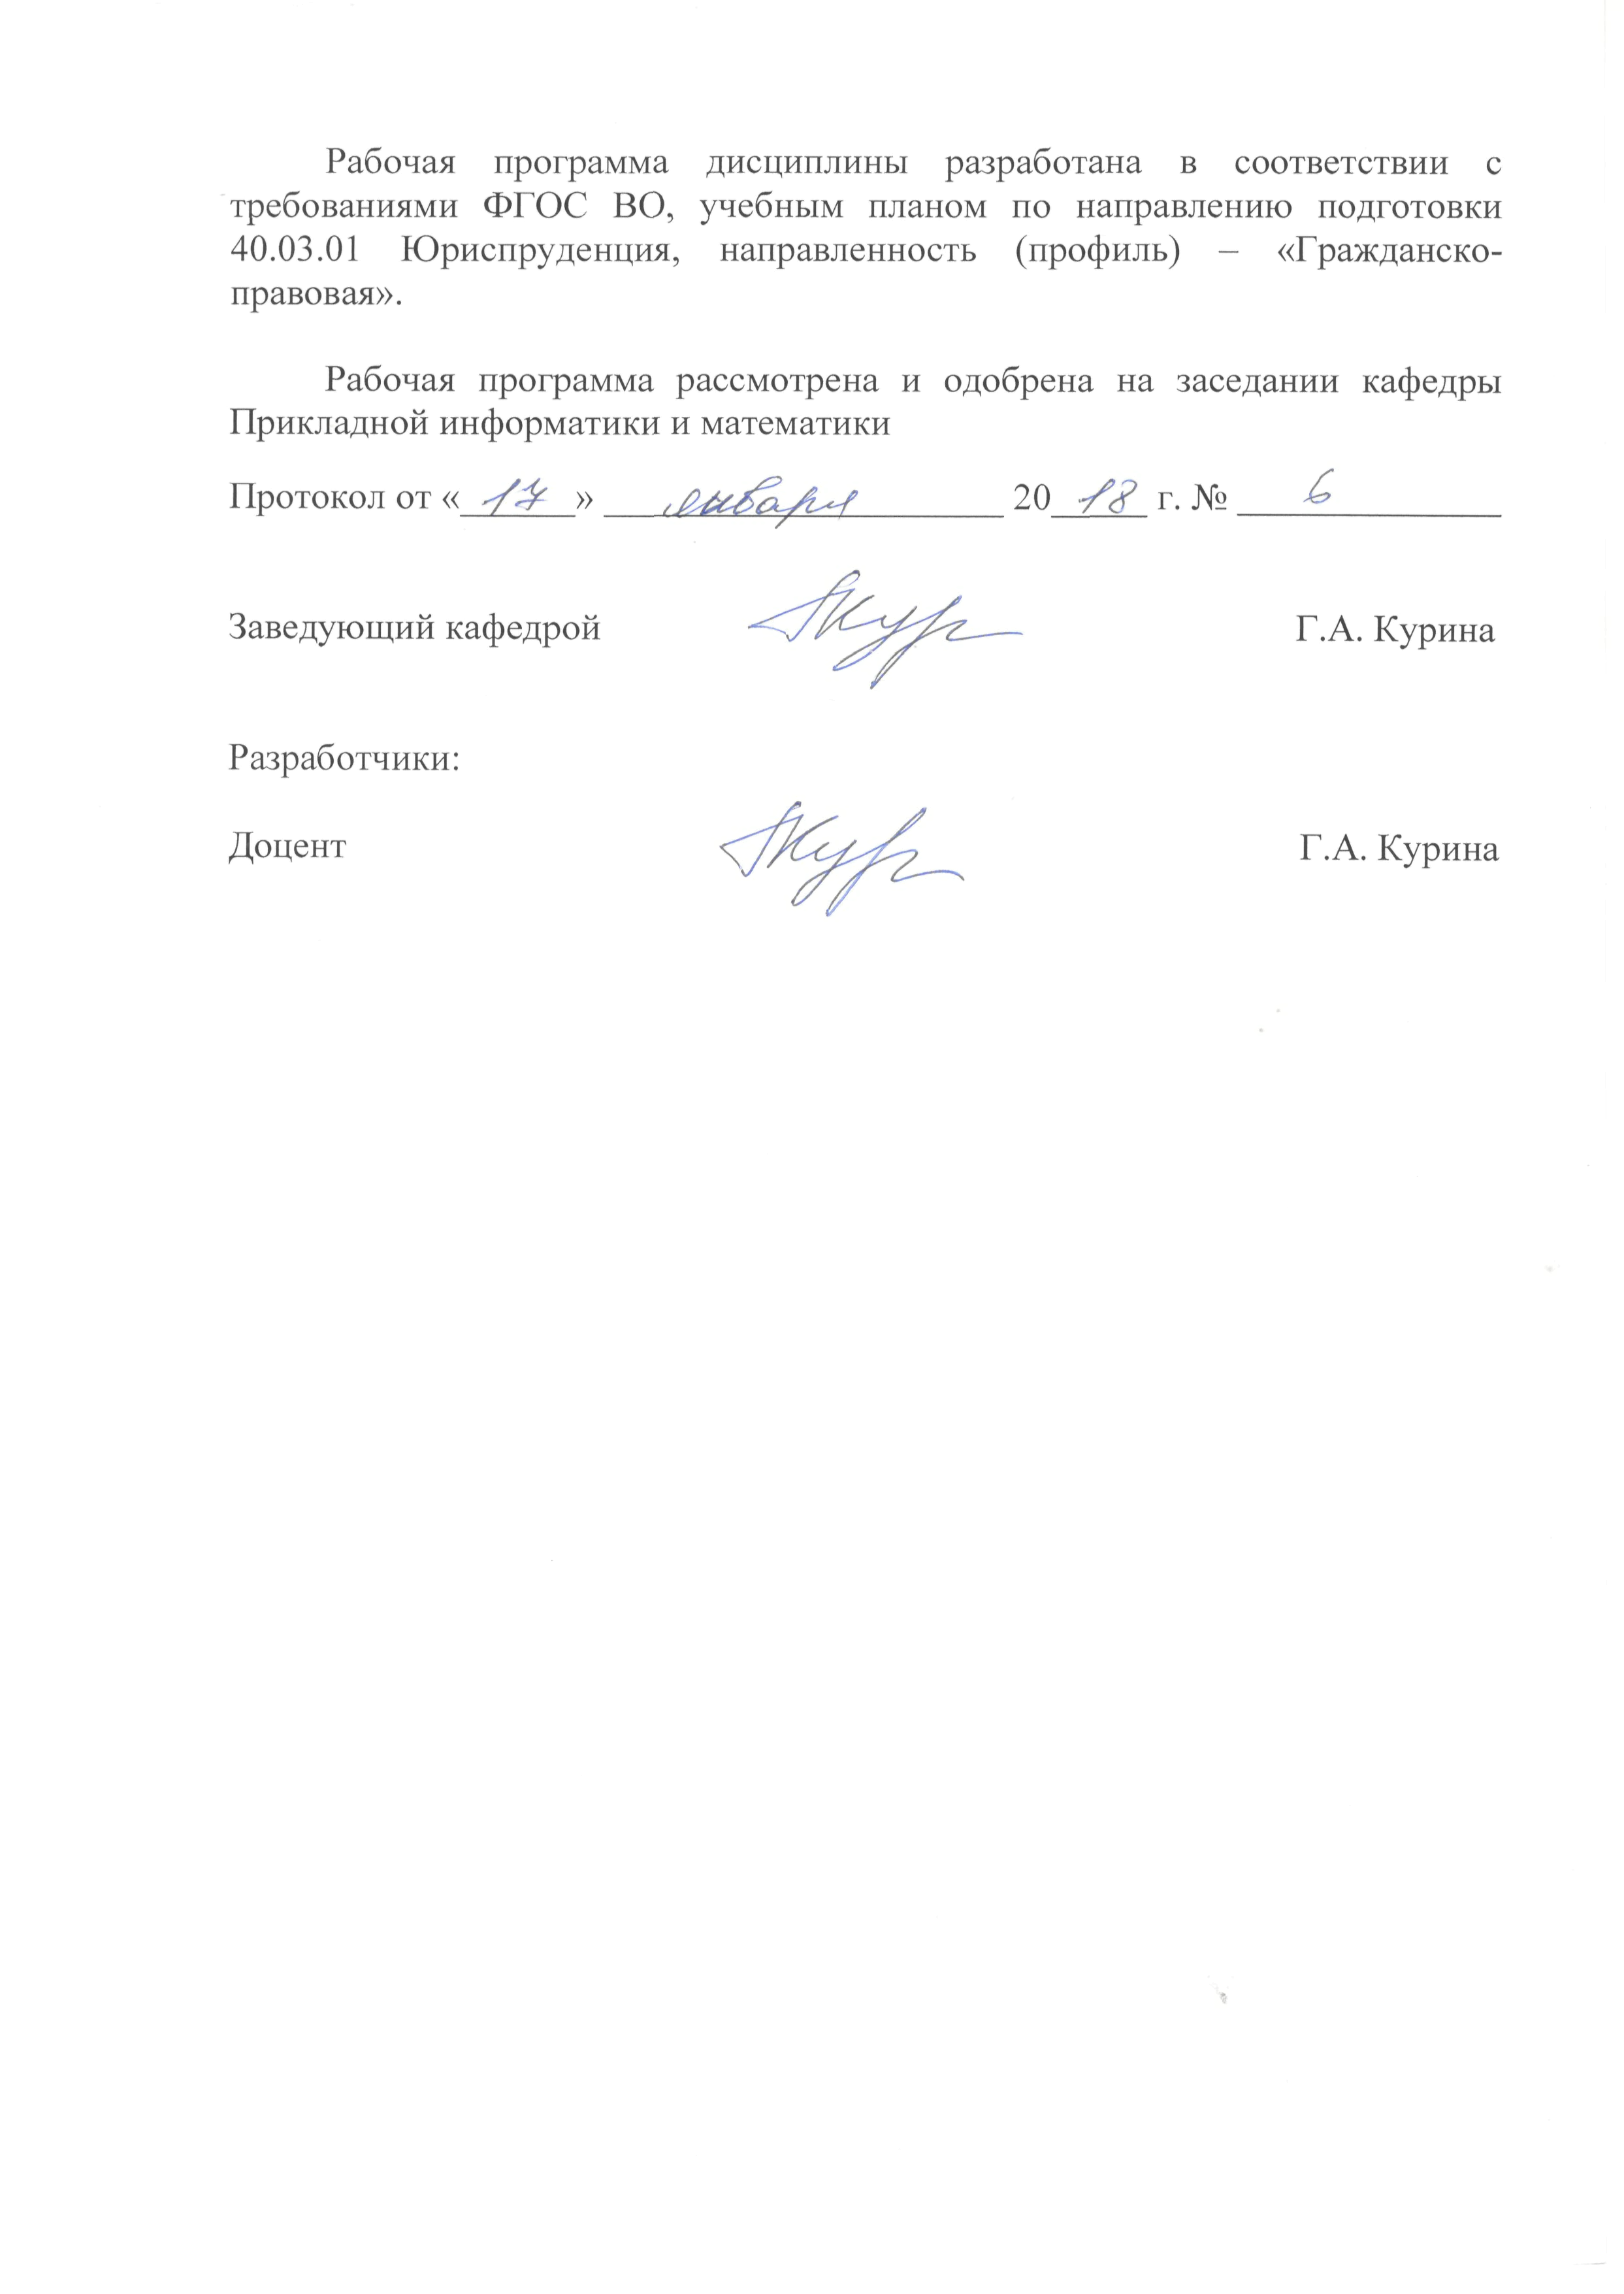 Рабочая программа дисциплины разработана в соответствии с
требованиями ФГОС ВО, учебным планом по направлению подготовки
40.03.01 Юриспруденция, направленность (профиль) – «Гражданско-
правовая».
Рабочая программа рассмотрена и одобрена на заседании кафедры
Прикладной информатики и математики
Протокол от «17» января 2018 г. № 6
Заведующий кафедрой Г.А. Курина
Разработчики:
Доцент Г.А. Курина